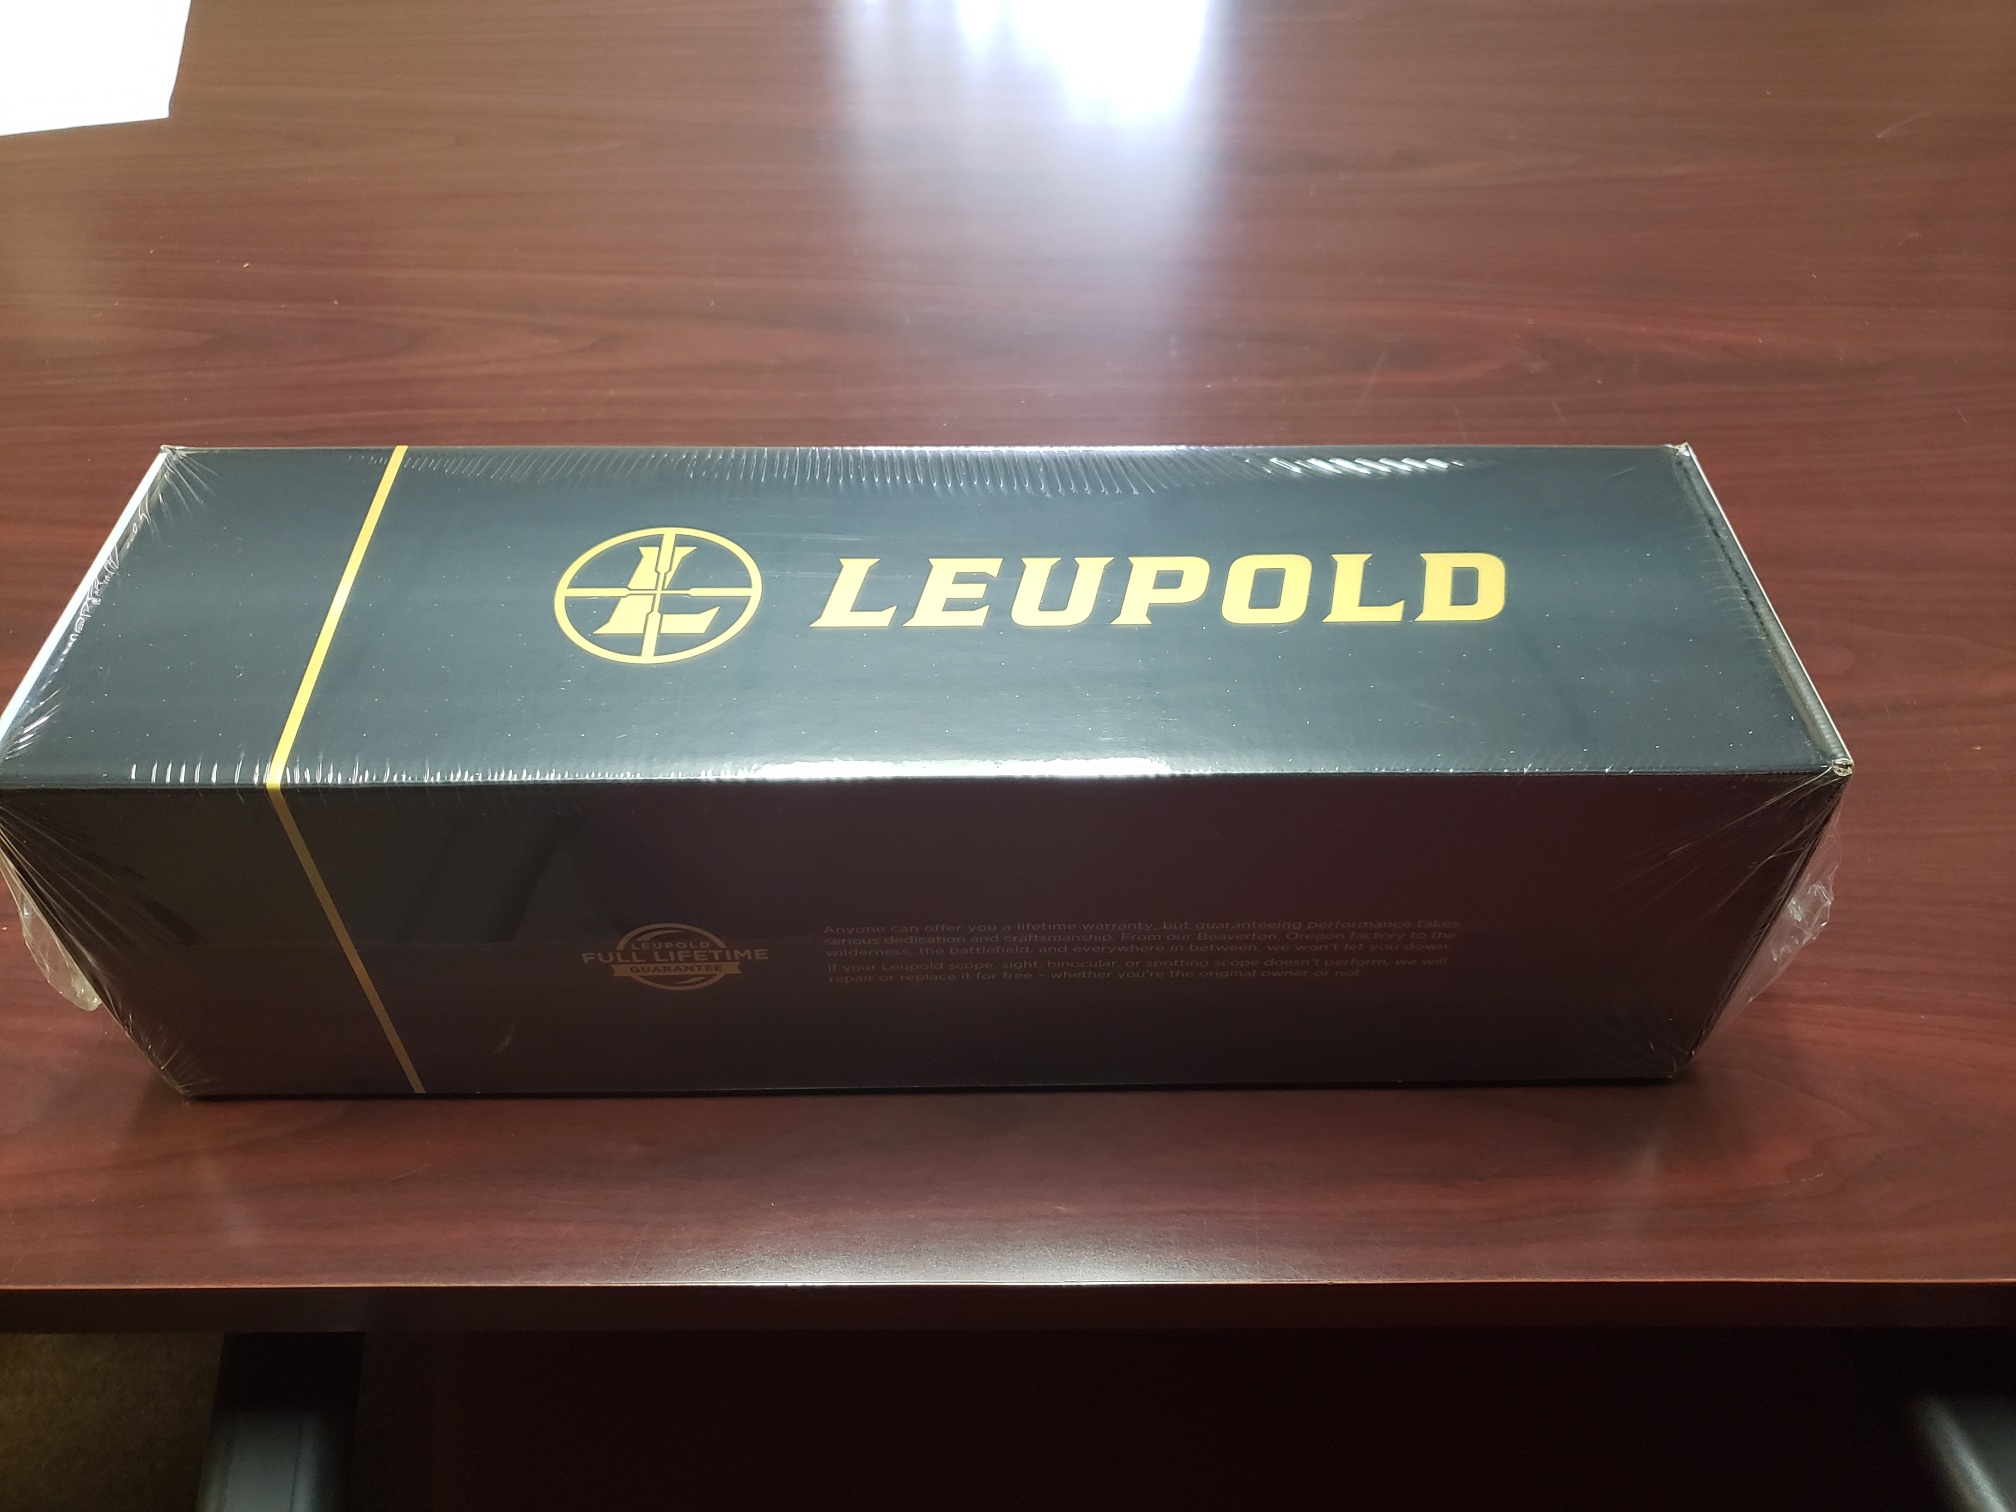 L LEUPOLD
LEUPOLD
FULL LIFETIME
GUARANTEE
Anyone can offer you a lifetime warranty, but guaranteeing performance takes
serious dedication and craftsmanship. From our Beaverton, Oregon factory to the
wilderness, the battlefield, and everywhere in between, we won't let you down.
If your Leupold scope, sight, binocular, or spotting scope doesn't perform, we will
repair or replace it for free – whether you're the original owner or not